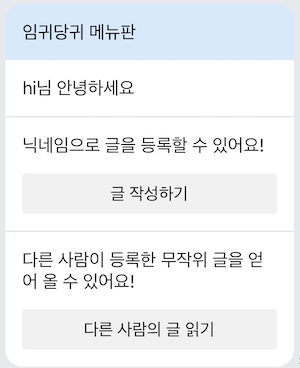 임귀당귀 메뉴판
hi님 안녕하세요
닉네임으로 글을 등록할 수 있어요!
글 작성하기
다른 사람이 등록한 무작위 글을 얻
어 올 수 있어요!
다른 사람의 글 읽기